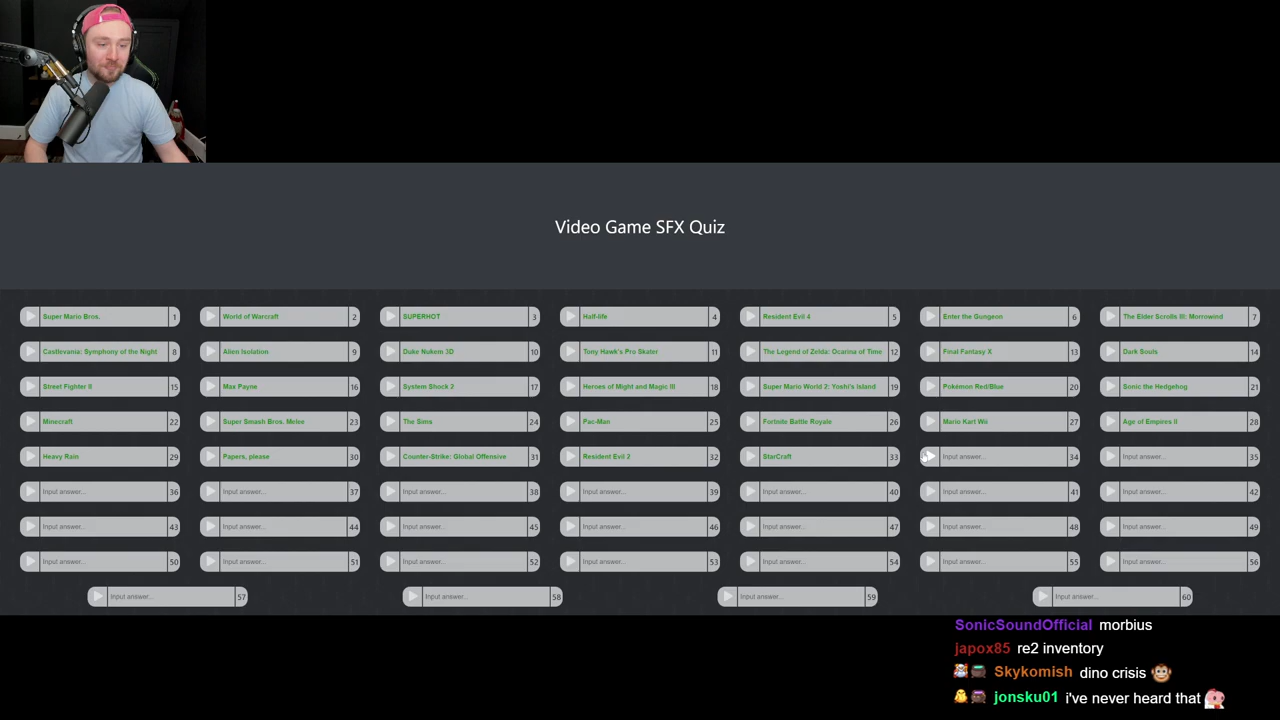 Video Game SFX Quiz
Super Mario Bros. 1 World of Warcraft 2 SUPERHOT 3 Half-life 4 Resident Evil 4 5 Enter the Gungeon 6 The Elder Scrolls III: Morrowind 7
Castlevania: Symphony of the Night 8 Alien Isolation 9 Duke Nukem 3D 10 Tony Hawk's Pro Skater 11 The Legend of Zelda: Ocarina of Time 12 Final Fantasy X 13 Dark Souls 14
Street Fighter II 15 Max Payne 16 System Shock 2 17 Heroes of Might and Magic III 18 Super Mario World 2: Yoshi's Island 19 Pokémon Red/Blue 20 Sonic the Hedgehog 21
Minecraft 22 Super Smash Bros. Melee 23 The Sims 24 Pac-Man 25 Fortnite Battle Royale 26 Mario Kart Wii 27 Age of Empires II 28
Heavy Rain 29 Papers, please 30 Counter-Strike: Global Offensive 31 Resident Evil 2 32 StarCraft 33 Input answer... 34 Input answer... 35
Input answer... 36 Input answer... 37 Input answer... 38 Input answer... 39 Input answer... 40 Input answer... 41 Input answer... 42
Input answer... 43 Input answer... 44 Input answer... 45 Input answer... 46 Input answer... 47 Input answer... 48 Input answer... 49
Input answer... 50 Input answer... 51 Input answer... 52 Input answer... 53 Input answer... 54 Input answer... 55 Input answer... 56
Input answer... 57 Input answer... 58 Input answer... 59 Input answer... 60
SonicSoundOfficial morbius
japox85 re2 inventory
Skykomish dino crisis
jonsku01 i've never heard that